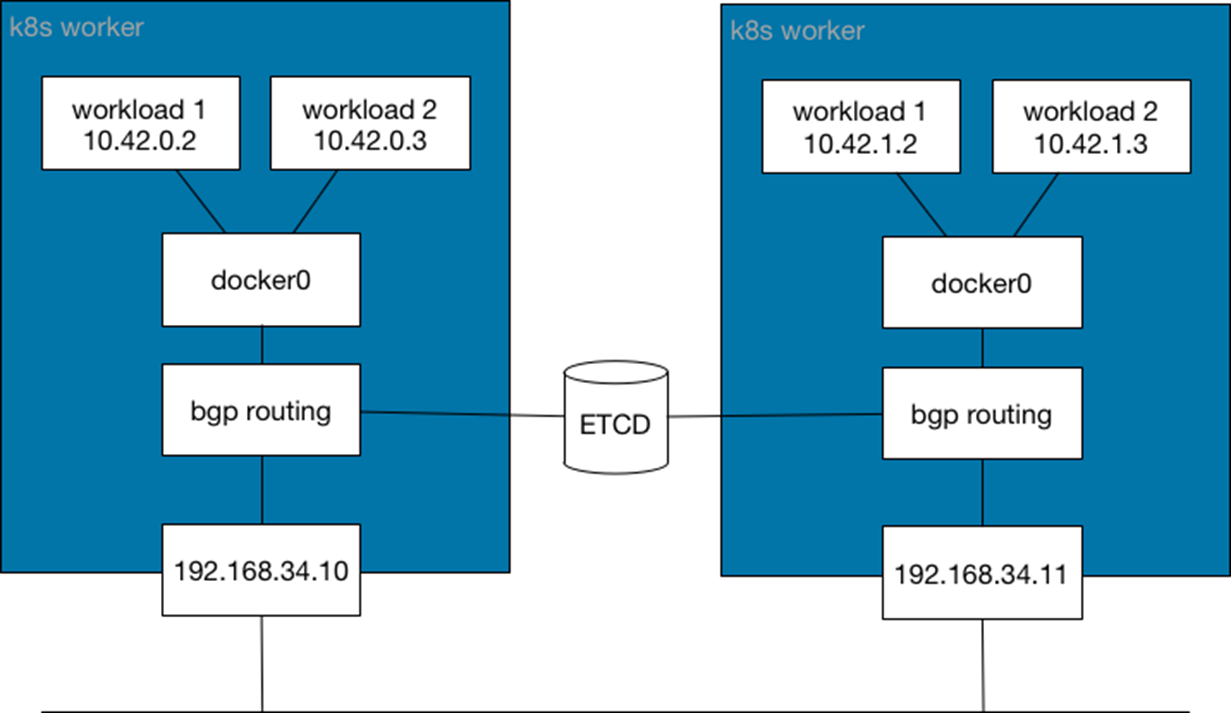 k8s worker
workload 1
10.42.0.2
workload 2
10.42.0.3
docker0
bgp routing
192.168.34.10
ETCD
k8s worker
workload 1
10.42.1.2
workload 2
10.42.1.3
docker0
bgp routing
192.168.34.11